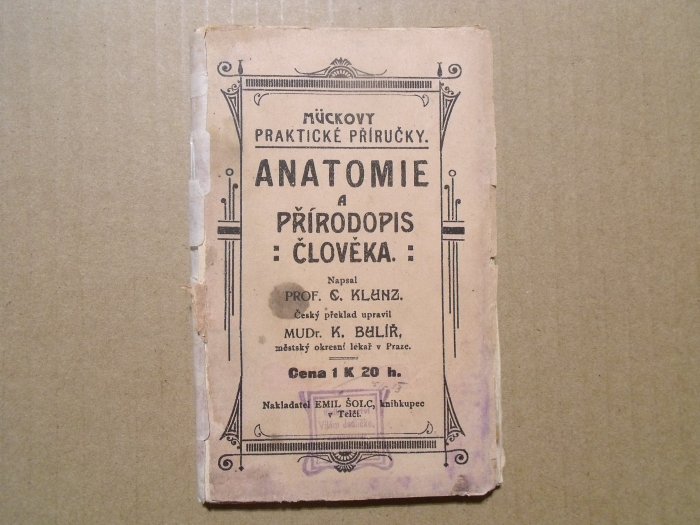 MÜCKOVY
PRAKTICKÉ PŘÍRUČKY.
ANATOMIE
A
PŘÍRODOPIS
: ČLOVĚKA. :
Napsal
PROF. C. KLUNZ.
Český překlad upravil
MUDr. K. BULÍŘ,
městský okresní lékař v Praze.
Cena 1 K 20 h.
Nakladatel EMIL ŠOLC, knihkupec
v Telči.